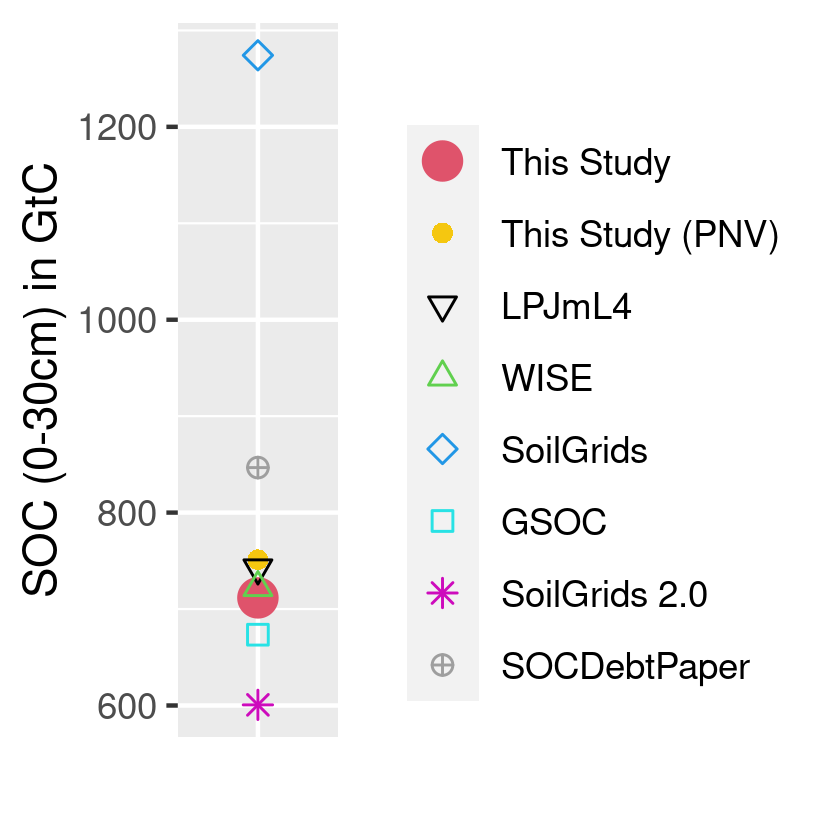 SOC (0-30cm) in GtC
1200
1000
800
600
This Study
This Study (PNV)
LPJmL4
WISE
SoilGrids
GSOC
SoilGrids 2.0
SOCDebtPaper